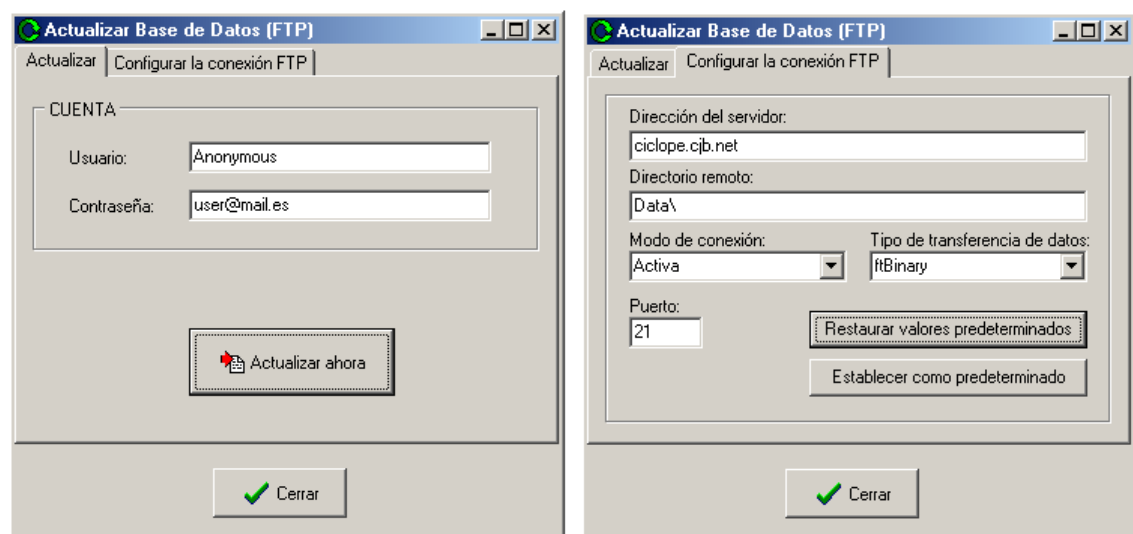 Actualizar Base de Datos (FTP)
Actualizar
Configurar la conexión FTP
CUENTA
Usuario:
Anonymous
Contraseña:
user@mail.es
Actualizar ahora
Cerrar
Actualizar Base de Datos (FTP)
Actualizar
Configurar la conexión FTP
Dirección del servidor:
ciclope.cjb.net
Directorio remoto:
Data\
Modo de conexión:
Tipo de transferencia de datos:
Activa
ftBinary
Puerto:
21
Restaurar valores predeterminados
Establecer como predeterminado
Cerrar